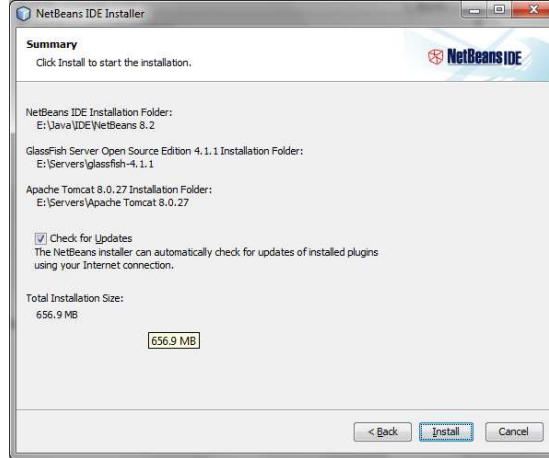 NetBeans IDE Installer
Summary
Click Install to start the installation.
NetBeans IDE
NetBeans IDE Installation Folder:
E:\Java\IDE\NetBeans 8.2
GlassFish Server Open Source Edition 4.1.1 Installation Folder:
E:\Servers\glassfish-4.1.1
Apache Tomcat 8.0.27 Installation Folder:
E:\Servers\Apache Tomcat 8.0.27
Check for Updates
The NetBeans installer can automatically check for updates of installed plugins
using your Internet connection.
Total Installation Size:
656.9 MB
656.9 MB
< Back Install Cancel